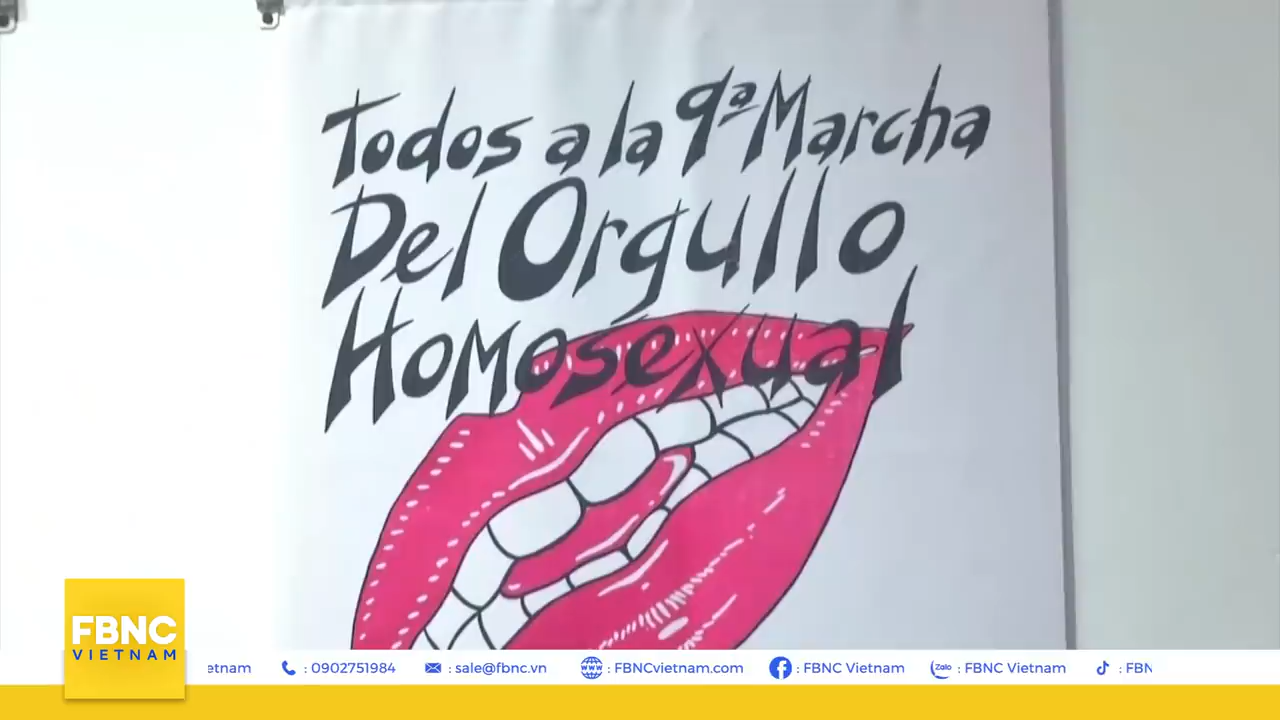 Todos a la 9ª Marcha
Del Orgullo
Homosexual
FBNC
VIETNAM
etnam : 0902751984 : sale@fbnc.vn : FBNCvietnam.com : FBNC Vietnam Zalo : FBNC Vietnam : FBN